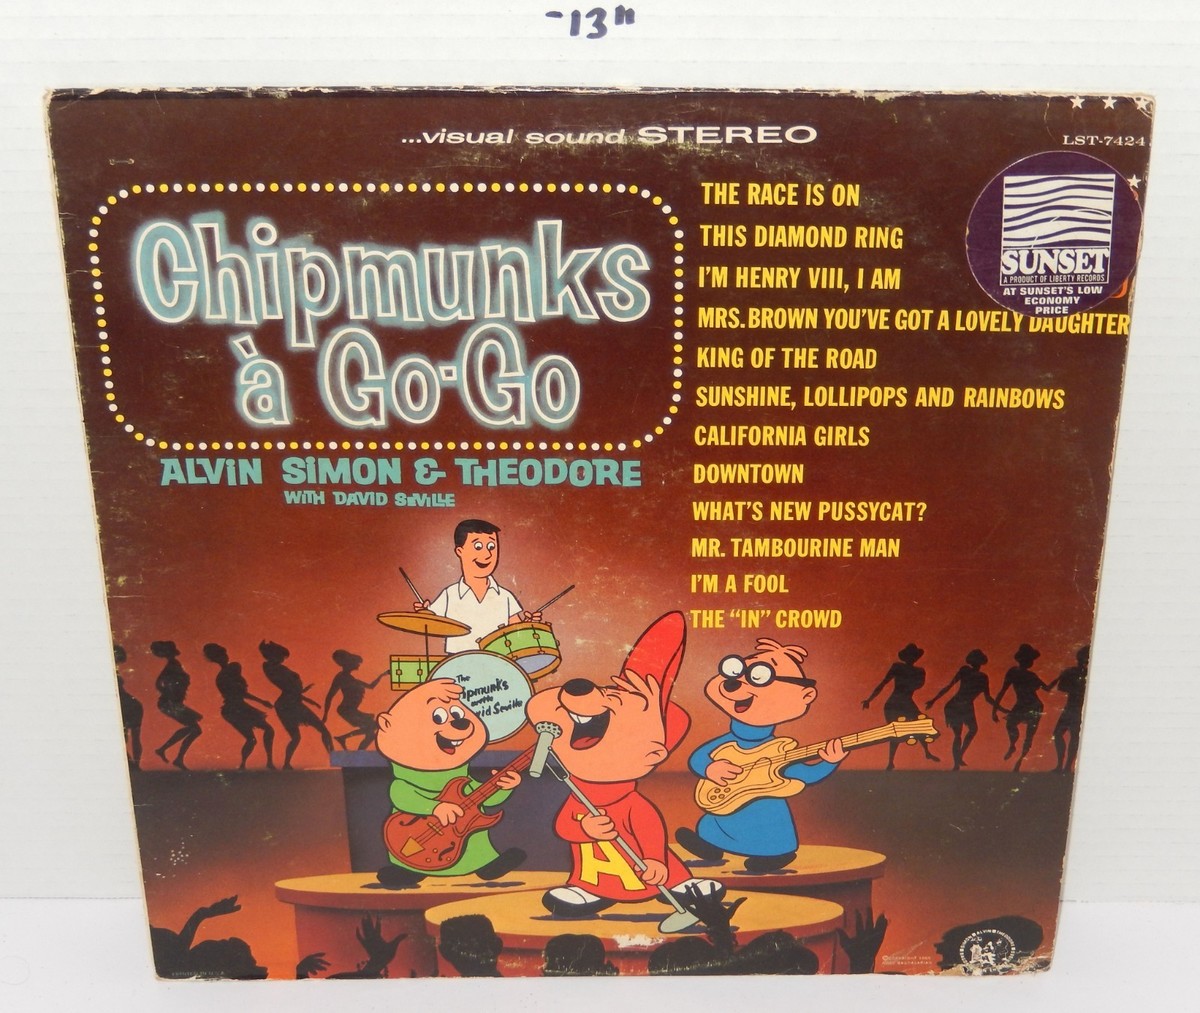 -13"
...visual sound STEREO
LST-7424
Chipmunks
à Go-Go
ALVIN SIMON & THEODORE
WITH DAVID SEVILLE
THE RACE IS ON
THIS DIAMOND RING
I'M HENRY VIII, I AM
MRS. BROWN YOU'VE GOT A LOVELY DAUGHTER
KING OF THE ROAD
SUNSHINE, LOLLIPOPS AND RAINBOWS
CALIFORNIA GIRLS
DOWNTOWN
WHAT'S NEW PUSSYCAT?
MR. TAMBOURINE MAN
I'M A FOOL
THE "IN" CROWD
SUNSET
A PRODUCT OF LIBERTY RECORDS
AT SUNSET'S LOW
ECONOMY
PRICE
The
ipmunks
id Seville
A